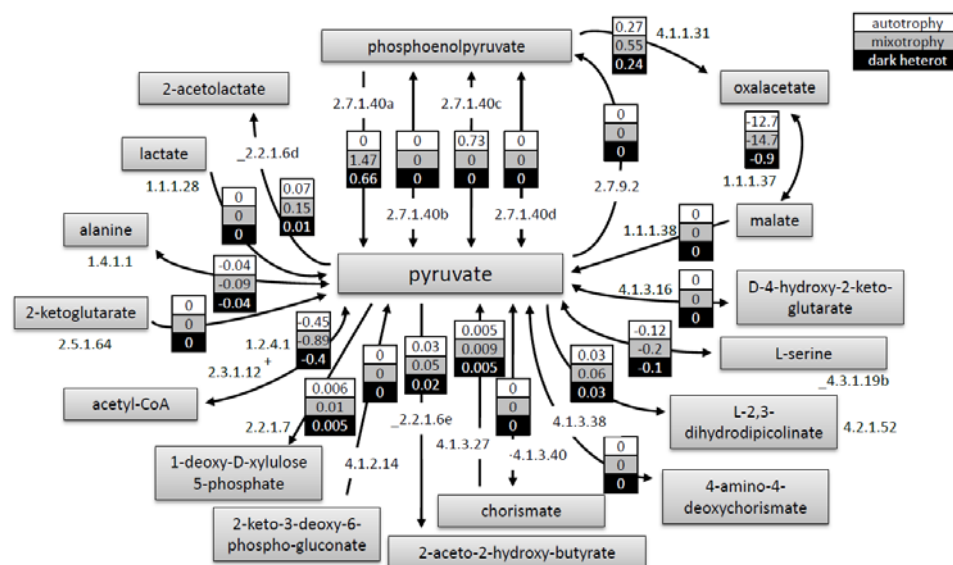 autotrophy
mixotrophy
dark heterot
phosphoenolpyruvate
0.27
0.55
0.24
4.1.1.31
oxalacetate
2-acetolactate
2.7.1.40a
2.7.1.40c
0
0
0
-12.7
-14.7
-0.9
1.1.1.37
_2.2.1.6d
lactate
1.1.1.28
0
1.47
0.66
0
0
0
0.73
0
0
0
0
0
2.7.9.2
0.07
0.15
0.01
0
0
0
2.7.1.40b
2.7.1.40d
1.1.1.38
0
0
0
malate
alanine
1.4.1.1
-0.04
-0.09
-0.04
pyruvate
4.1.3.16
0
0
0
D-4-hydroxy-2-keto-
glutarate
2-ketoglutarate
2.5.1.64
0
0
0
1.2.4.1
+
2.3.1.12
-0.45
-0.89
-0.4
0.03
0.05
0.02
0.005
0.009
0.005
0.03
0.06
0.03
-0.12
-0.2
-0.1
L-serine
_4.3.1.19b
acetyl-CoA
0.006
0.01
0.005
0
0
0
0
0
0
2.2.1.7
_2.2.1.6e
4.1.3.27
4.1.3.38
·4.1.3.40
4.1.2.14
L-2,3-
dihydrodipicolinate
4.2.1.52
1-deoxy-D-xylulose
5-phosphate
0
0
0
4-amino-4-
deoxychorismate
chorismate
2-keto-3-deoxy-6-
phospho-gluconate
2-aceto-2-hydroxy-butyrate